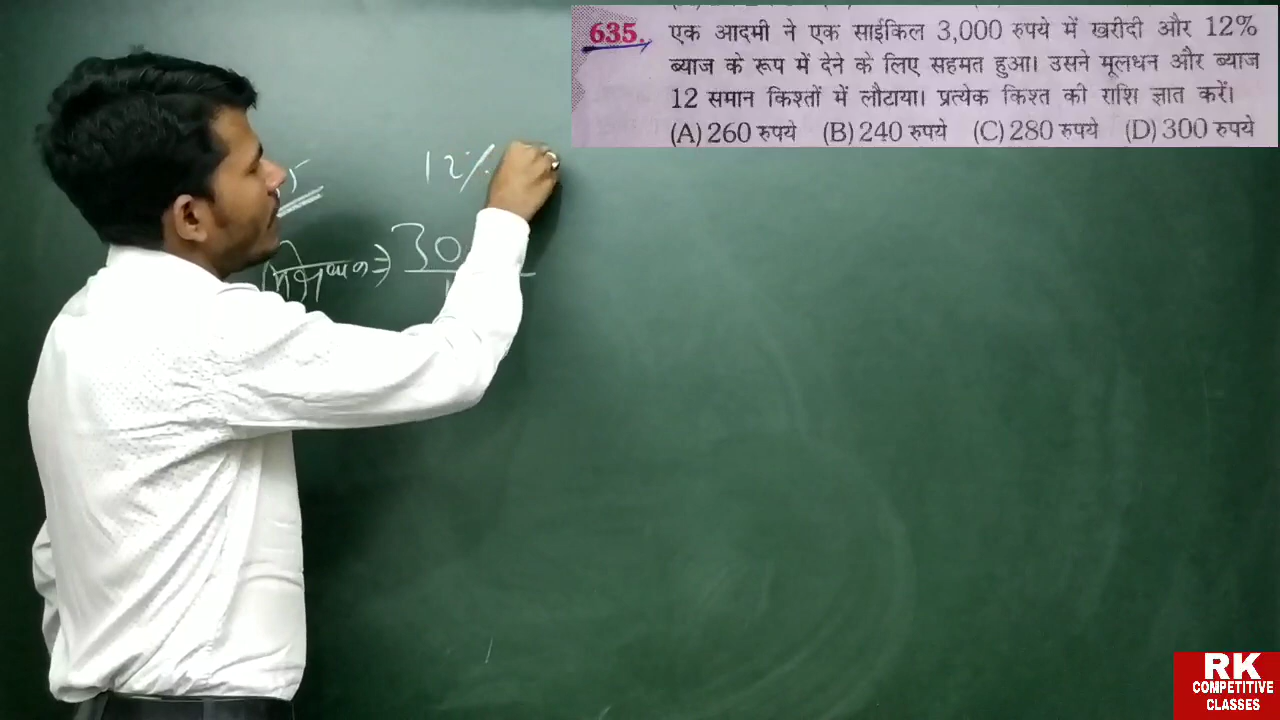 635. एक आदमी ने एक साईकिल 3,000 रुपये में खरीदी और 12%
ब्याज के रूप में देने के लिए सहमत हुआ। उसने मूलधन और ब्याज
12 समान किश्तों में लौटाया। प्रत्येक किश्त की राशि ज्ञात करें।
(A) 260 रुपये (B) 240 रुपये (C) 280 रुपये (D) 300 रुपये
12%
30
RK
COMPETITIVE
CLASSES